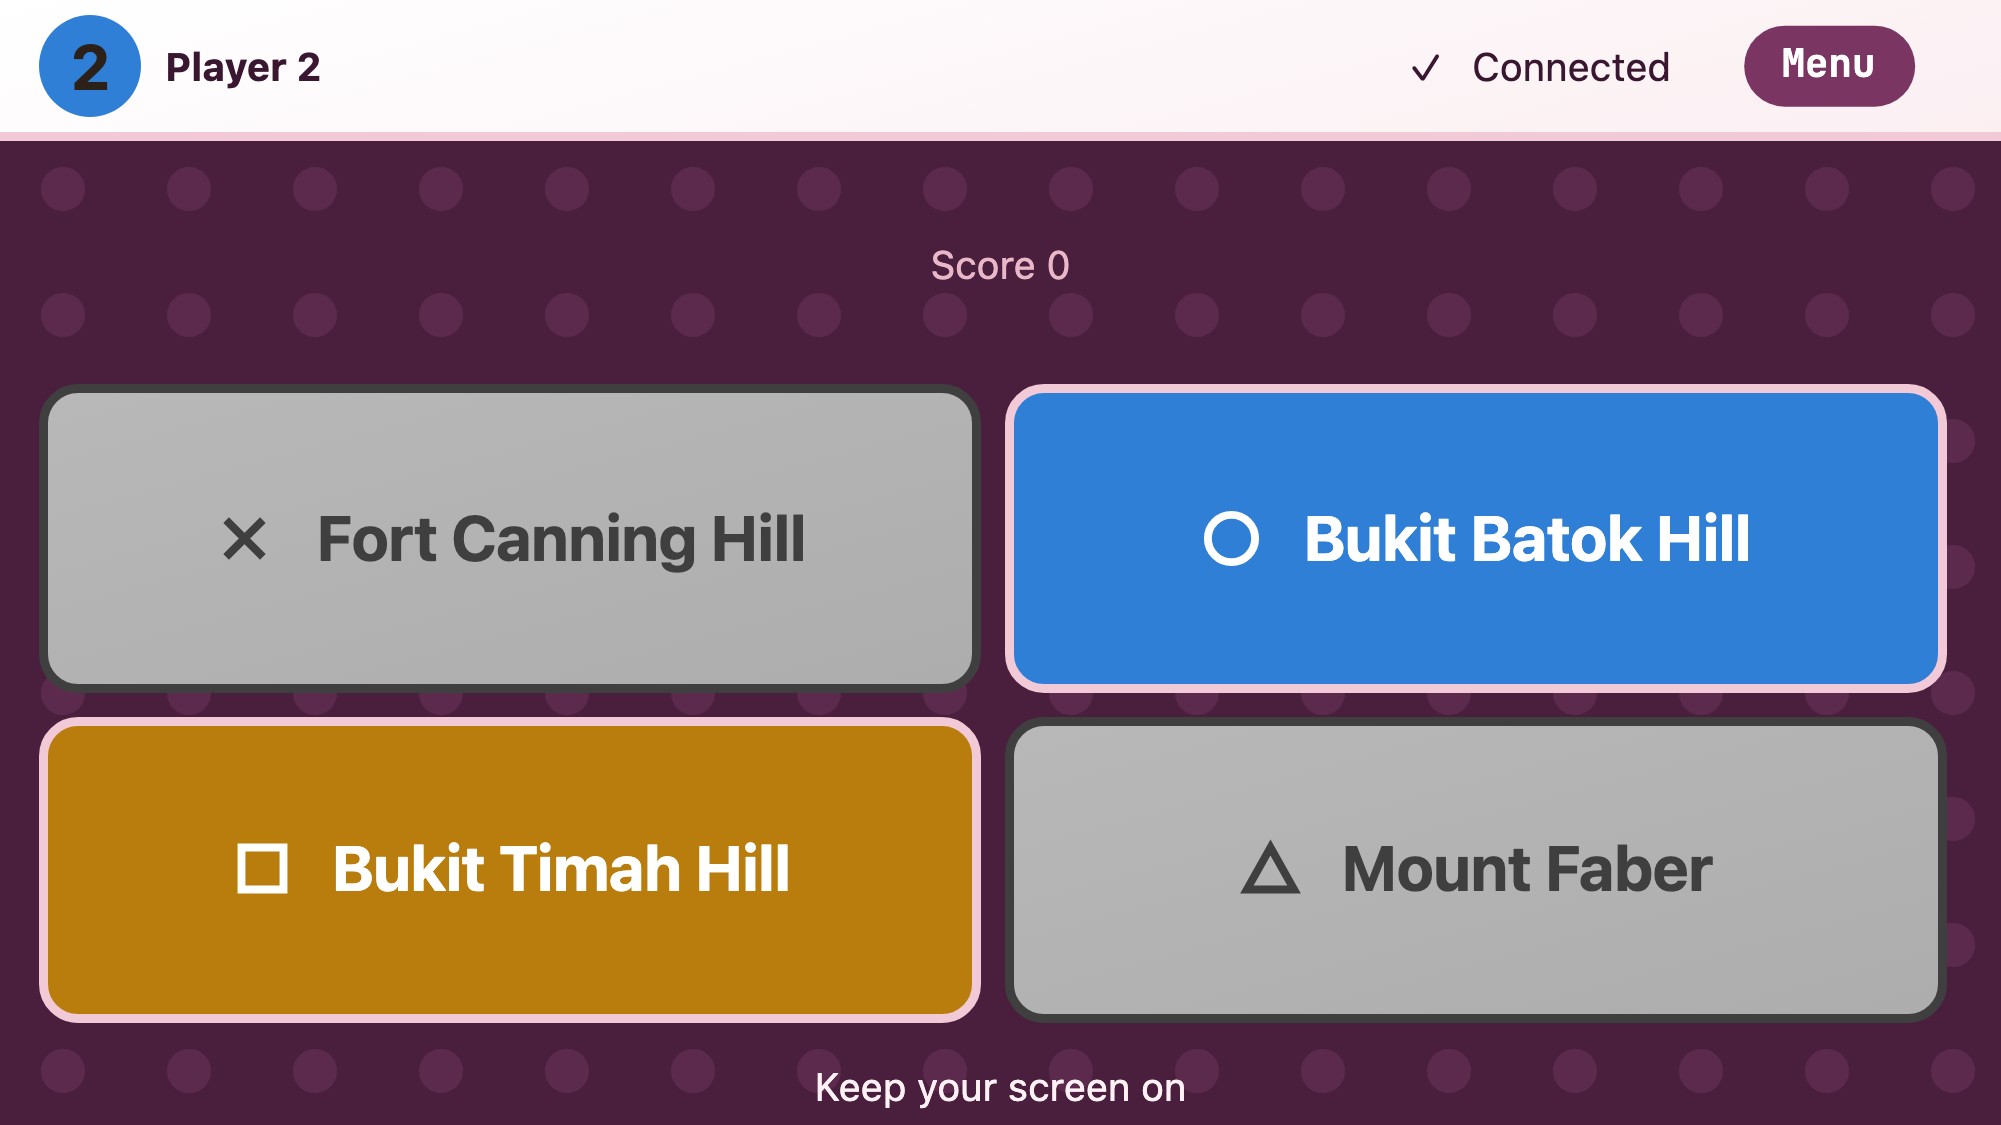 2 Player 2 ✓ Connected Menu
Score 0
Fort Canning Hill
Bukit Batok Hill
Bukit Timah Hill
Mount Faber
Keep your screen on